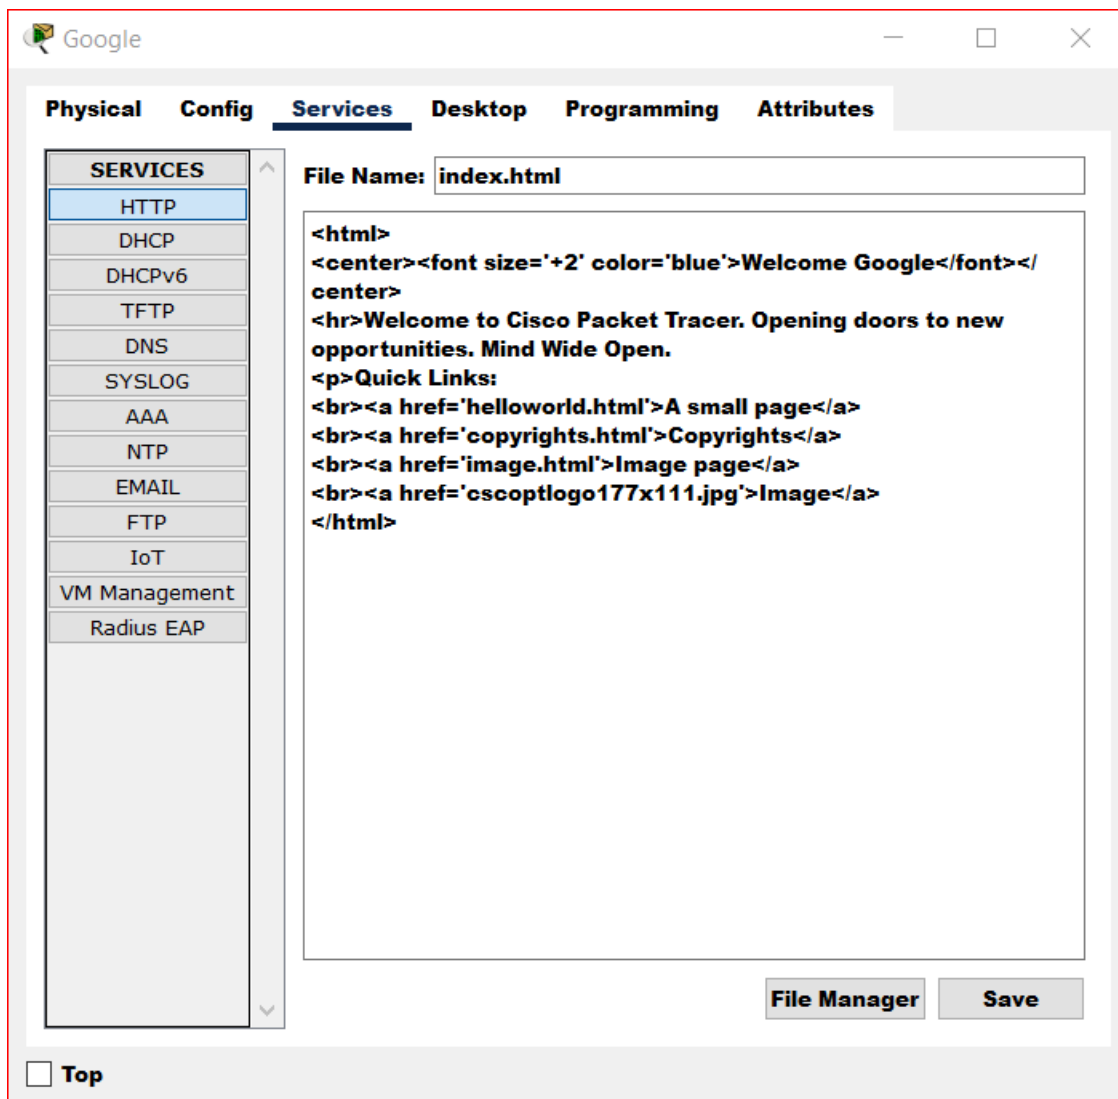 Google
Physical Config Services Desktop Programming Attributes
SERVICES
HTTP
DHCP
DHCPv6
TFTP
DNS
SYSLOG
AAA
NTP
EMAIL
FTP
IoT
VM Management
Radius EAP
File Name: index.html
<html>
<center><font size='+2' color='blue'>Welcome Google</font></
center>
<hr>Welcome to Cisco Packet Tracer. Opening doors to new
opportunities. Mind Wide Open.
<p>Quick Links:
<br><a href='helloworld.html'>A small page</a>
<br><a href='copyrights.html'>Copyrights</a>
<br><a href='image.html'>Image page</a>
<br><a href='cscoptlogo177x111.jpg'>Image</a>
</html>
File Manager Save
Top